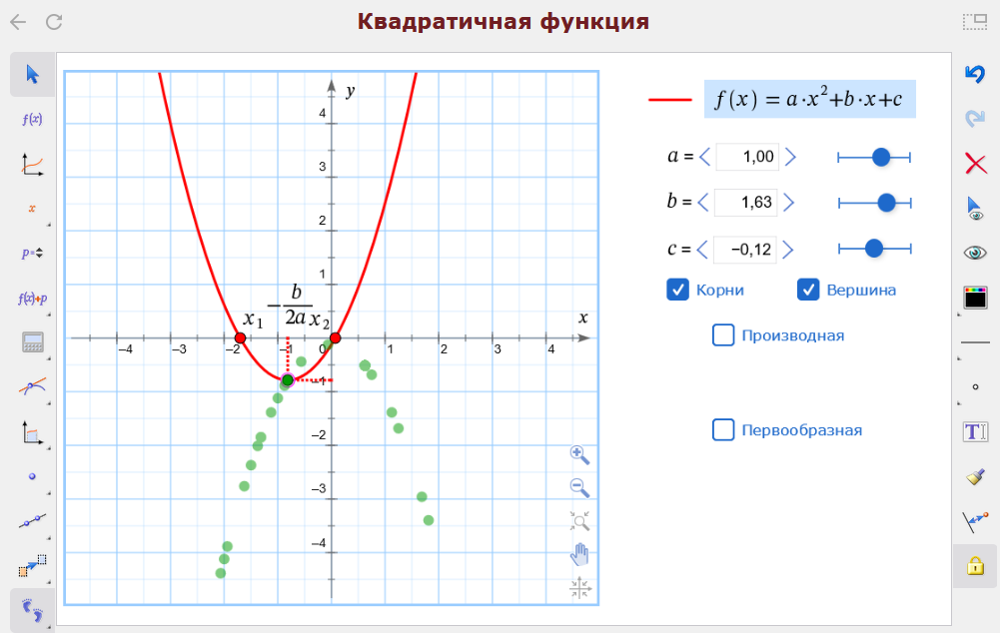 Квадратичная функция
f(x)
x
p=
f(x)+p
y
4
3
2
1
b
x₁ − 2a x₂
x
−4 −3 −2 −1 0 1 2 3 4
−1
−2
−3
−4
f(x) = a·x²+b·x+c
a = 1,00
b = 1,63
c = −0,12
Корни Вершина
Производная
Первообразная
T